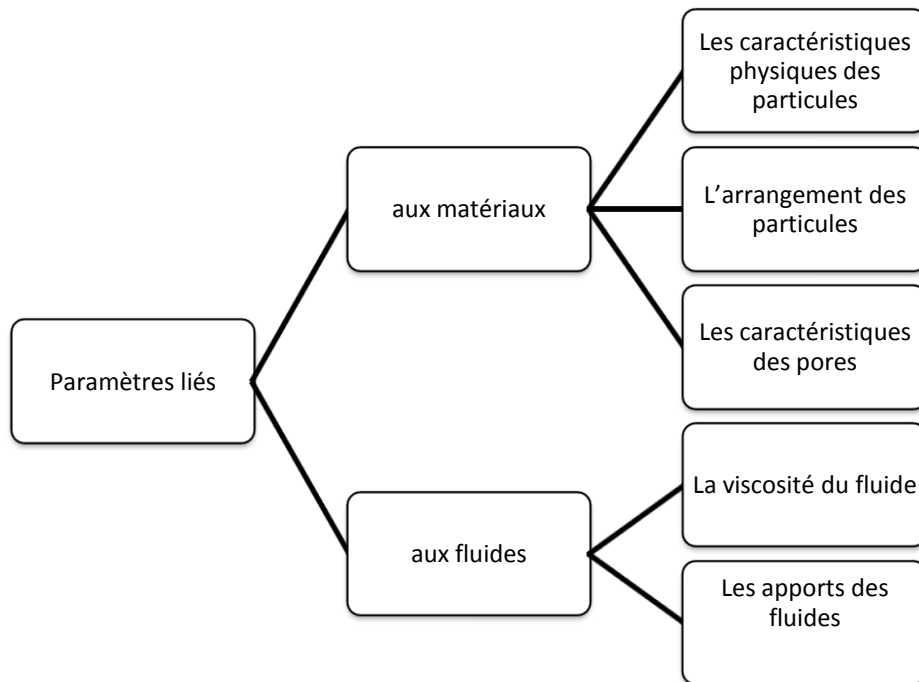 Paramètres liés
aux matériaux
Les caractéristiques
physiques des
particules
L’arrangement des
particules
Les caractéristiques
des pores
aux fluides
La viscosité du fluide
Les apports des
fluides